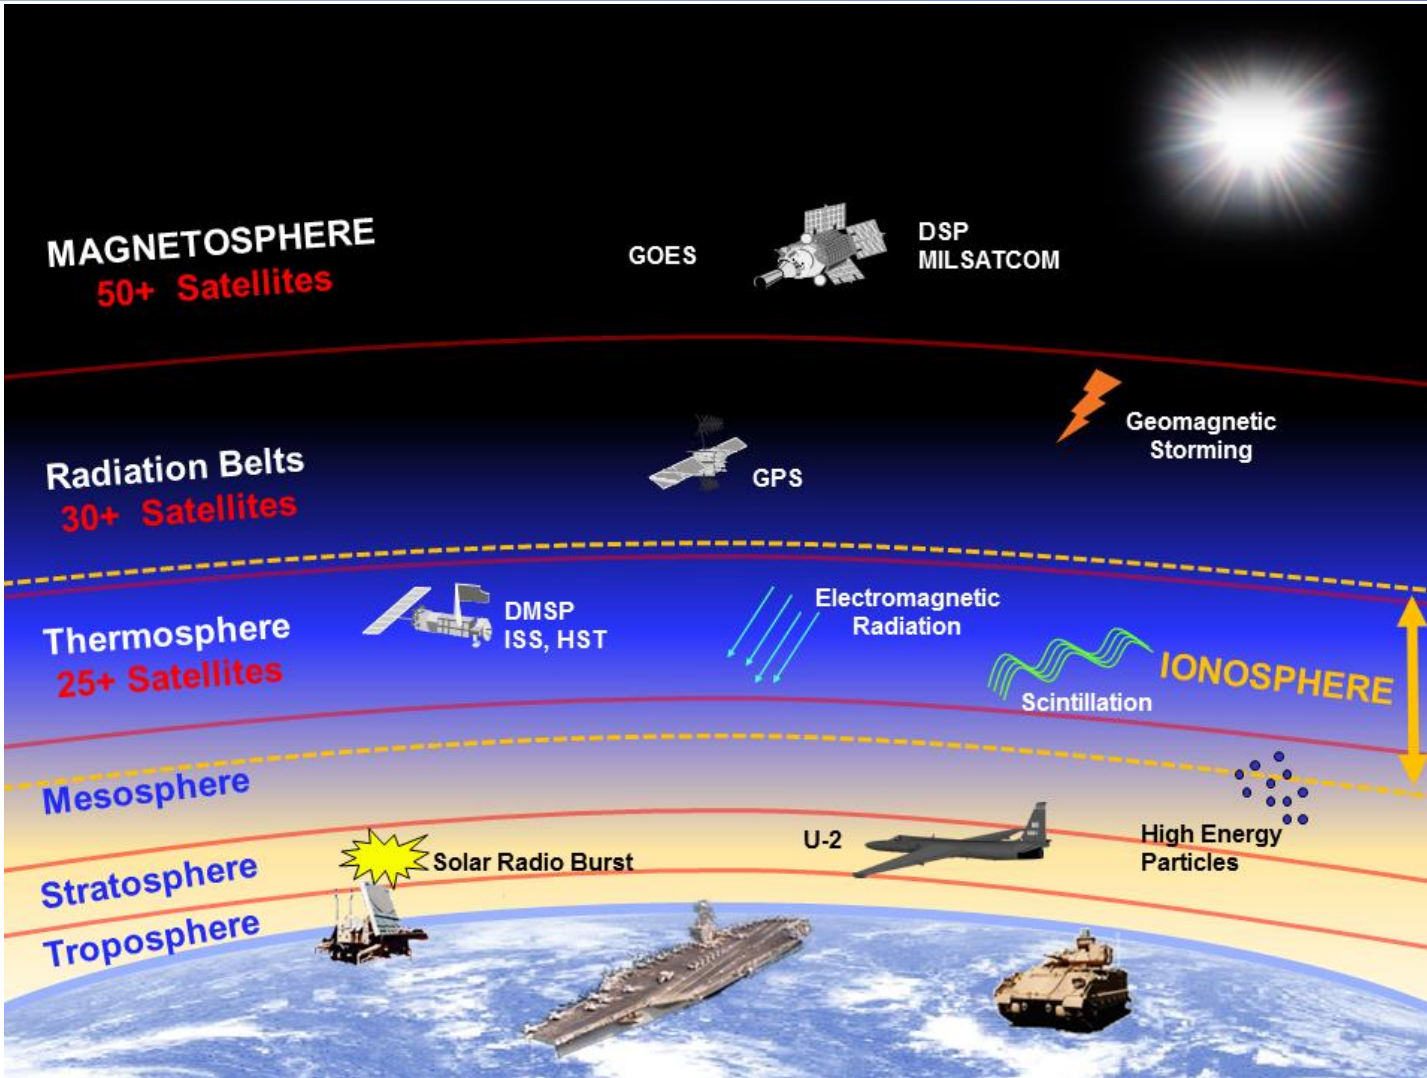 MAGNETOSPHERE
50+ Satellites
GOES
DSP
MILSATCOM
Geomagnetic
Storming
Radiation Belts
30+ Satellites
GPS
Thermosphere
25+ Satellites
DMSP
ISS, HST
Electromagnetic
Radiation
Scintillation
IONOSPHERE
Mesosphere
Stratosphere
Solar Radio Burst
U-2
High Energy
Particles
Troposphere